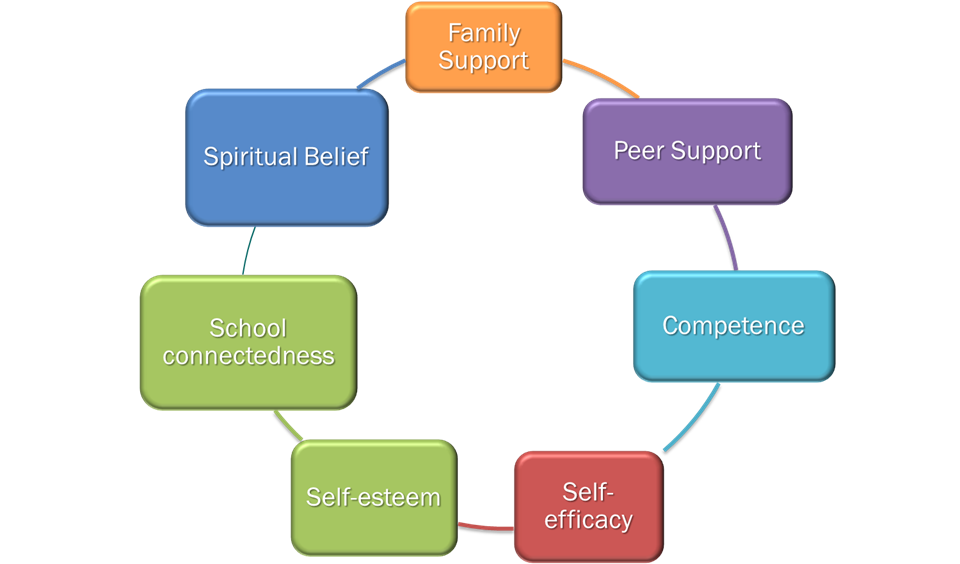 Family
Support
Peer Support
Competence
Self-
efficacy
Self-esteem
School
connectedness
Spiritual Belief